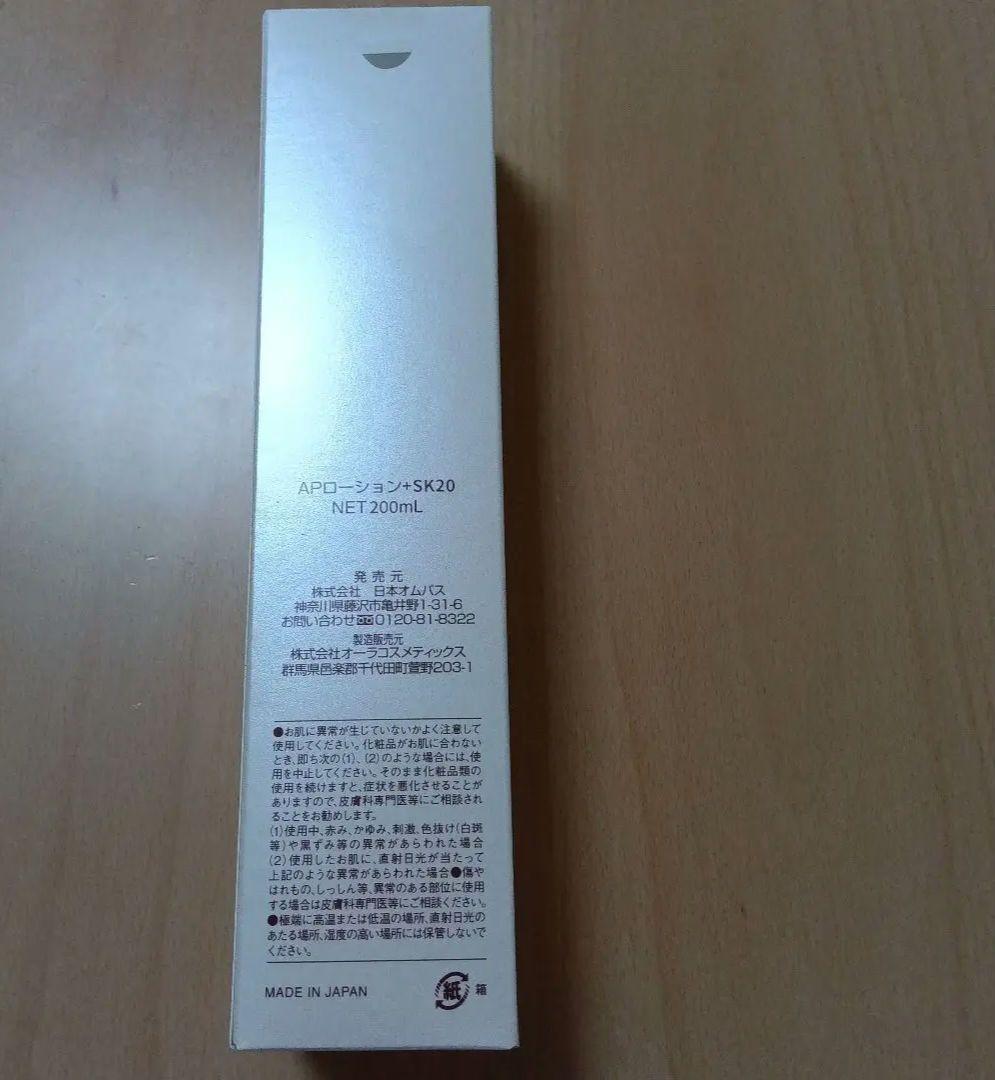 APローション+SK20
NET 200mL
発売元
株式会社 日本オムバス
神奈川県藤沢市亀井野1-31-6
お問い合わせ 0120-81-8322
製造販売元
株式会社オーラコスメティックス
群馬県邑楽郡千代田町萱野203-1
●お肌に異常が生じていないかよく注意して
使用してください。化粧品がお肌に合わない
とき、即ち次の(1)、(2)のような場合には、使
用を中止してください。そのまま化粧品類の
使用を続けますと、症状を悪化させることが
ありますので、皮膚科専門医等にご相談され
ることをお勧めします。
(1)使用中、赤み、かゆみ、刺激、色抜け(白斑
等)や黒ずみ等の異常があらわれた場合
(2)使用したお肌に、直射日光が当たって
上記のような異常があらわれた場合●傷や
はれもの、しっしん等、異常のある部位に使用
する場合は皮膚科専門医等にご相談ください。
●極端に高温または低温の場所、直射日光の
あたる場所、湿度の高い場所には保管しないで
ください。
MADE IN JAPAN
紙 箱